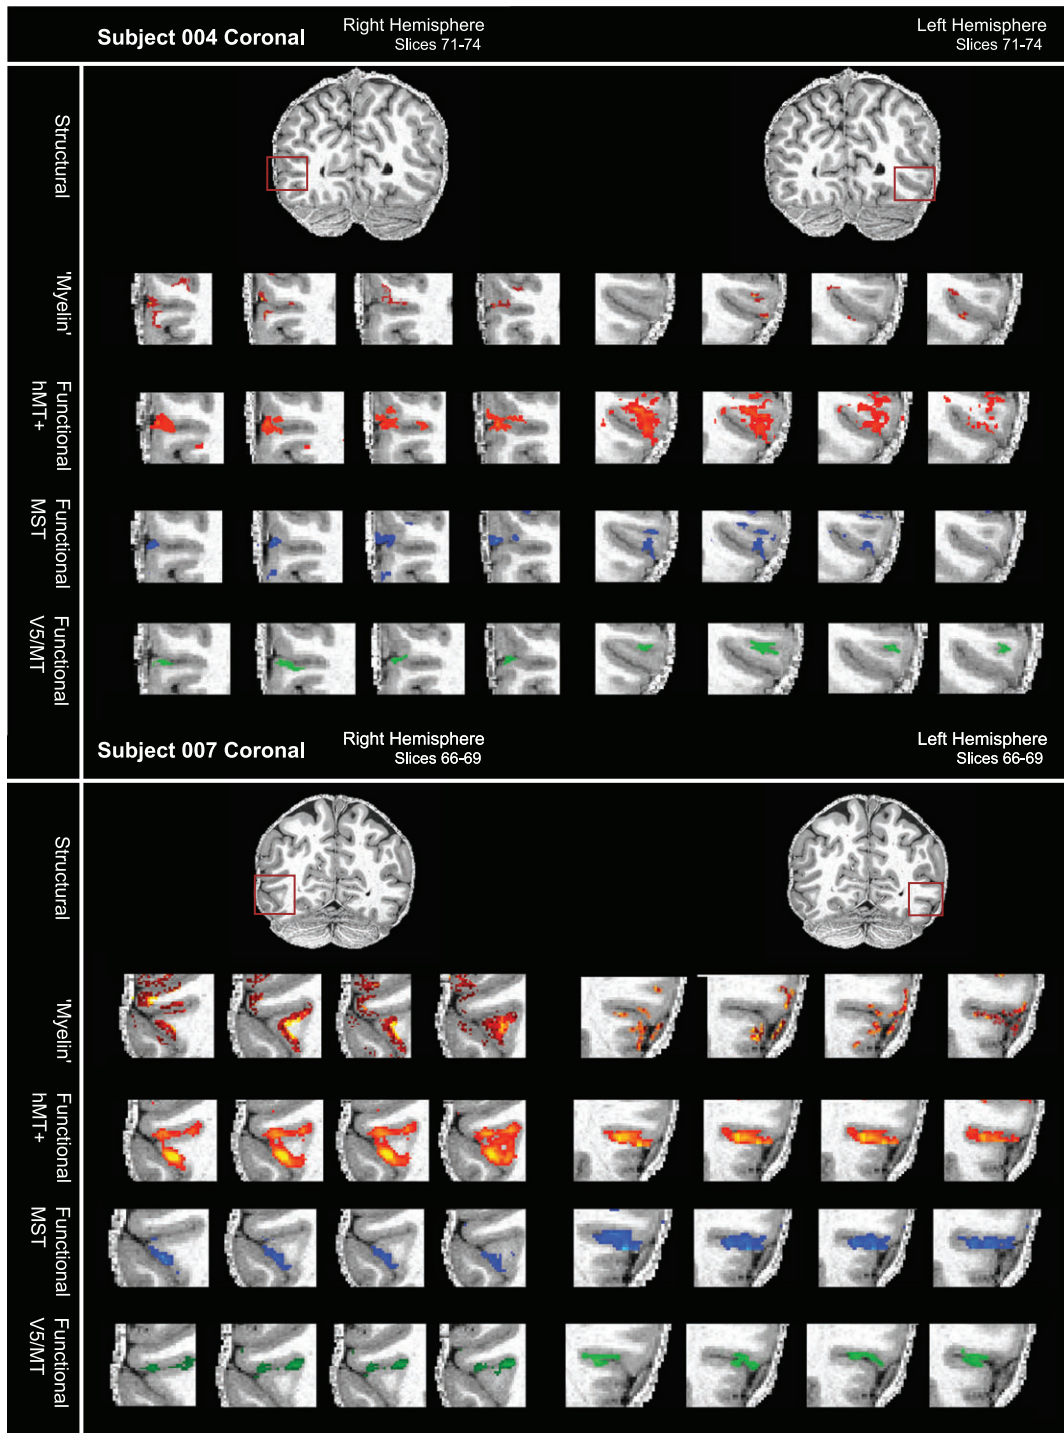 Subject 004 Coronal
Right Hemisphere
Slices 71-74
Left Hemisphere
Slices 71-74
Structural
'Myelin'
Functional
hMT+
Functional
MST
Functional
V5/MT
Subject 007 Coronal
Right Hemisphere
Slices 66-69
Left Hemisphere
Slices 66-69
Structural
'Myelin'
Functional
hMT+
Functional
MST
Functional
V5/MT